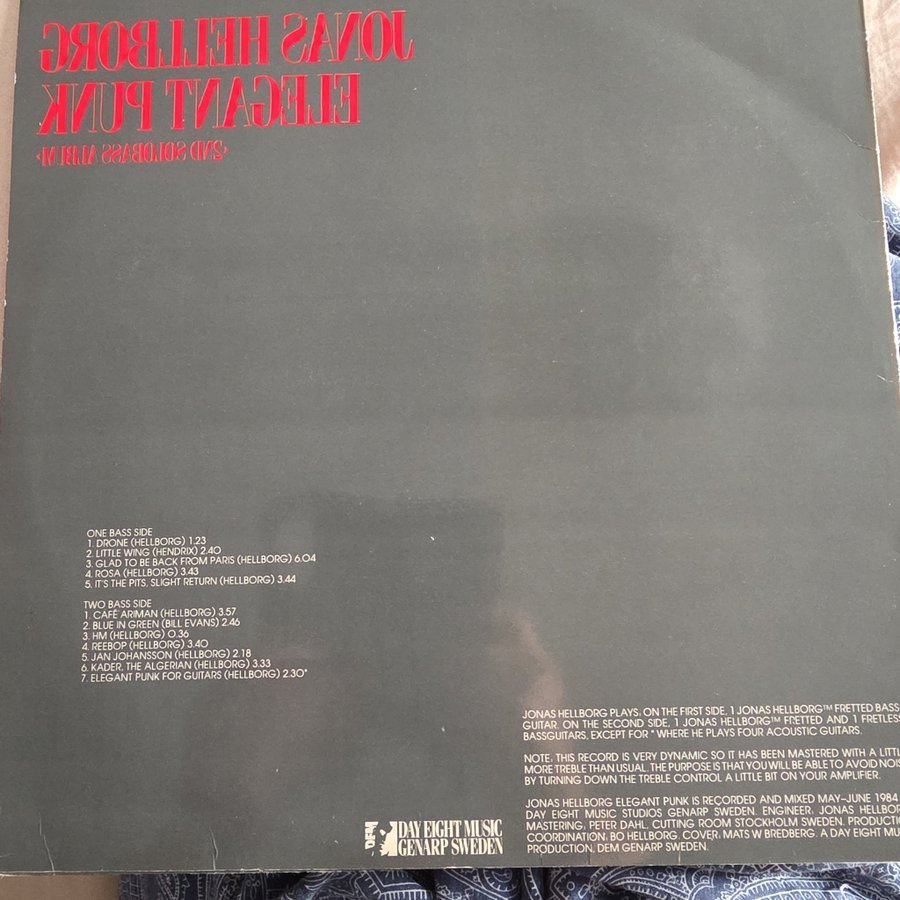 JONAS HELLBORG
ELEGANT PUNK
‹2ND SOLOBASS ALBUM›
ONE BASS SIDE
1. DRONE (HELLBORG) 1.23
2. LITTLE WING (HENDRIX) 2.40
3. GLAD TO BE BACK FROM PARIS (HELLBORG) 6.04
4. ROSA (HELLBORG) 3.43
5. IT'S THE PITS, SLIGHT RETURN (HELLBORG) 3.44
TWO BASS SIDE
1. CAFÉ ARIMAN (HELLBORG) 3.57
2. BLUE IN GREEN (BILL EVANS) 2.46
3. HM (HELLBORG) 0.36
4. REEBOP (HELLBORG) 3.40
5. JAN JOHANSSON (HELLBORG) 2.18
6. KADER, THE ALGERIAN (HELLBORG) 3.33
7. ELEGANT PUNK FOR GUITARS (HELLBORG) 2.30*
JONAS HELLBORG PLAYS, ON THE FIRST SIDE, 1 JONAS HELLBORG™ FRETTED BASS
GUITAR. ON THE SECOND SIDE, 1 JONAS HELLBORG™ FRETTED AND 1 FRETLESS
BASSGUITARS, EXCEPT FOR * WHERE HE PLAYS FOUR ACOUSTIC GUITARS.
NOTE, THIS RECORD IS VERY DYNAMIC SO IT HAS BEEN MASTERED WITH A LITTL
MORE TREBLE THAN USUAL. THE PURPOSE IS THAT YOU WILL BE ABLE TO AVOID NOIS
BY TURNING DOWN THE TREBLE CONTROL A LITTLE BIT ON YOUR AMPLIFIER.
JONAS HELLBORG ELEGANT PUNK IS RECORDED AND MIXED MAY–JUNE 1984
DAY EIGHT MUSIC STUDIOS GENARP SWEDEN. ENGINEER, JONAS HELLBOR
MASTERING, PETER DAHL, CUTTING ROOM STOCKHOLM SWEDEN. PRODUCTIO
COORDINATION, BO HELLBORG. COVER, MATS W BREDBERG. A DAY EIGHT MU
PRODUCTION, DEM GENARP SWEDEN.
DEM
DAY EIGHT MUSIC
GENARP SWEDEN